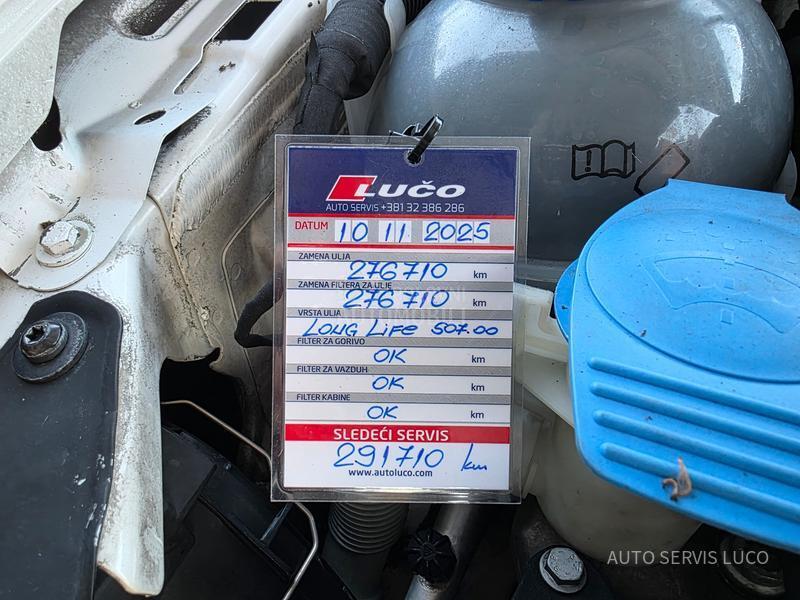 LUČO
AUTO SERVIS +381 32 386 286
DATUM 10 11 2025
ZAMENA ULJA
276710 km
ZAMENA FILTERA ZA ULJE
276710 km
VRSTA ULJA
LONG LIFE 507.00
FILTER ZA GORIVO
OK km
FILTER ZA VAZDUH
OK km
FILTER KABINE
OK km
SLEDEĆI SERVIS
291710 km
www.autoluco.com
AUTO SERVIS LUCO